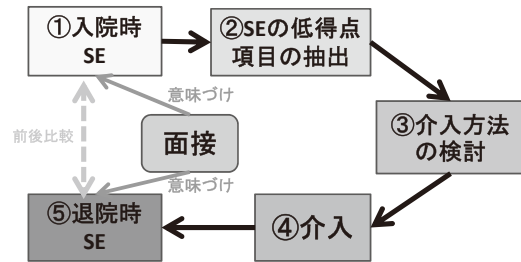 ①入院時
SE
②SEの低得点
項目の抽出
意味づけ
前後比較
面接
③介入方法
の検討
意味づけ
⑤退院時
SE
④介入